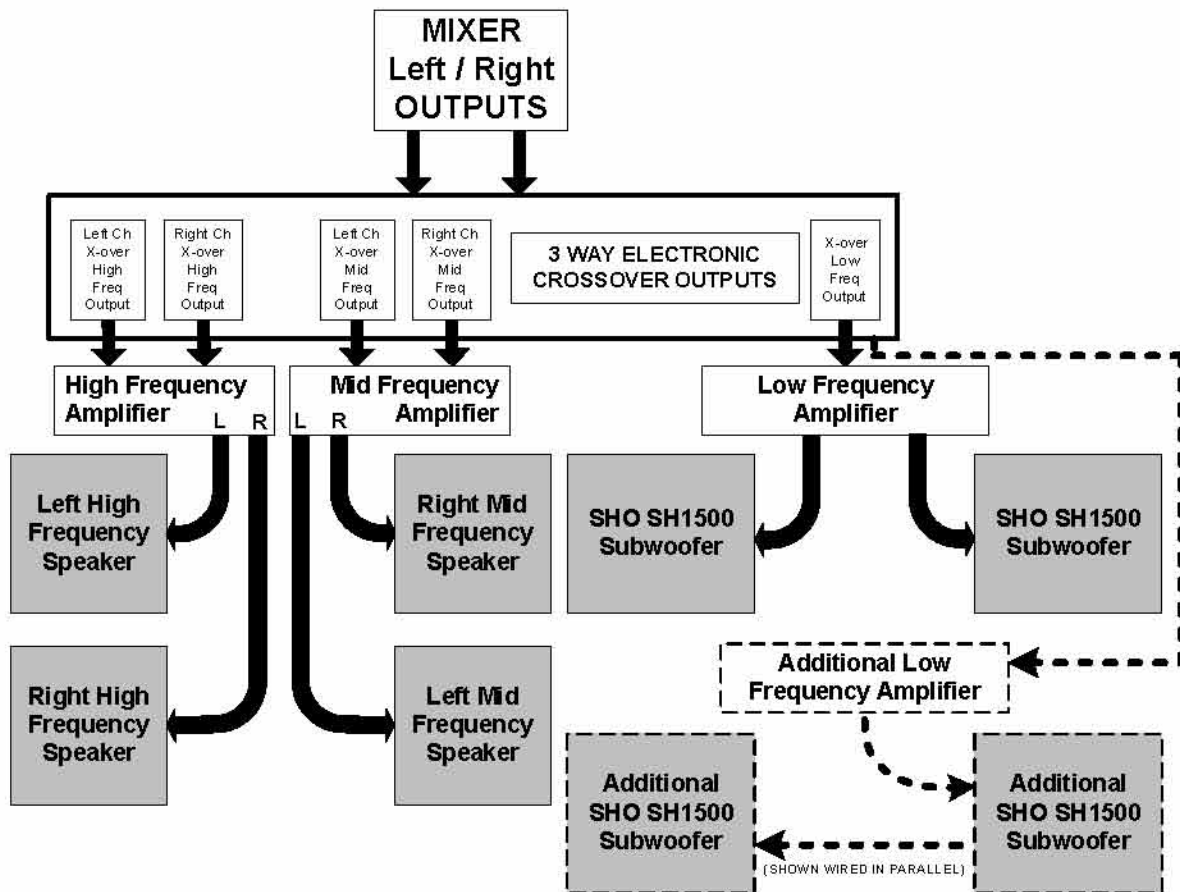 MIXER
Left / Right
OUTPUTS
Left Ch
X-over
High
Freq
Output
Right Ch
X-over
High
Freq
Output
Left Ch
X-over
Mid
Freq
Output
Right Ch
X-over
Mid
Freq
Output
3 WAY ELECTRONIC
CROSSOVER OUTPUTS
X-over
Low
Freq
Output
High Frequency
Amplifier
L R
Mid Frequency
Amplifier
L R
Low Frequency
Amplifier
Left High
Frequency
Speaker
Right Mid
Frequency
Speaker
SHO SH1500
Subwoofer
SHO SH1500
Subwoofer
Right High
Frequency
Speaker
Left Mid
Frequency
Speaker
Additional Low
Frequency Amplifier
Additional
SHO SH1500
Subwoofer
Additional
SHO SH1500
Subwoofer
(SHOWN WIRED IN PARALLEL)